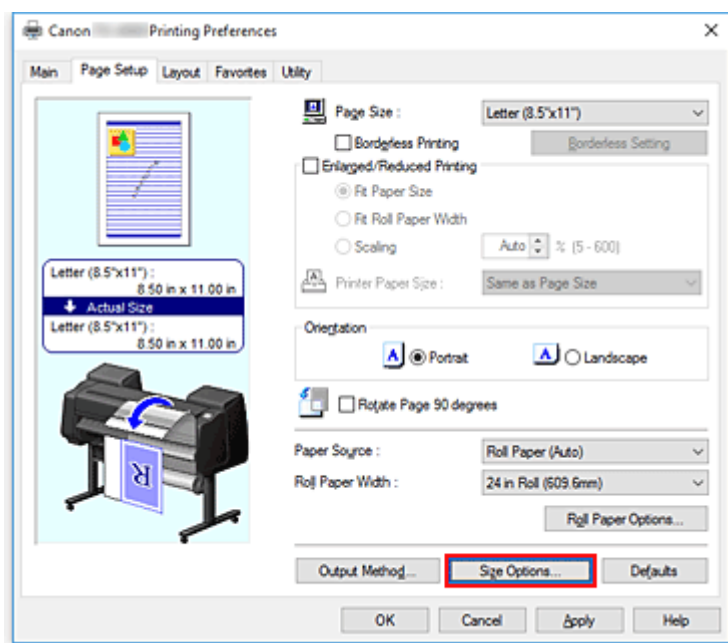 Canon Printing Preferences
Main Page Setup Layout Favorites Utility
Page Size : Letter (8.5"x11")
Borderless Printing Borderless Setting
Enlarged/Reduced Printing
Fit Paper Size
Fit Roll Paper Width
Scaling Auto % (5 - 600)
Printer Paper Size : Same as Page Size
Letter (8.5"x11") :
8.50 in x 11.00 in
Actual Size
Letter (8.5"x11") :
8.50 in x 11.00 in
Orientation
A Portrait A Landscape
Rotate Page 90 degrees
R
Paper Source : Roll Paper (Auto)
Roll Paper Width : 24 in Roll (609.6mm)
Roll Paper Options...
Output Method... Size Options... Defaults
OK Cancel Apply Help